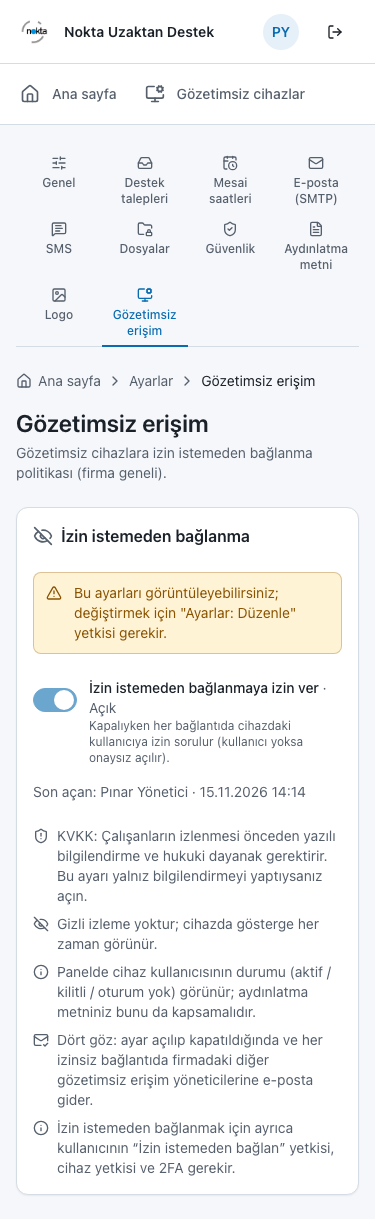 nokta
Nokta Uzaktan Destek
PY
Ana sayfa
Gözetimsiz cihazlar
Genel
Destek
talepleri
Mesai
saatleri
E-posta
(SMTP)
SMS
Dosyalar
Güvenlik
Aydınlatma
metni
Logo
Gözetimsiz
erişim
Ana sayfa > Ayarlar > Gözetimsiz erişim
Gözetimsiz erişim
Gözetimsiz cihazlara izin istemeden bağlanma
politikası (firma geneli).
İzin istemeden bağlanma
Bu ayarları görüntüleyebilirsiniz;
değiştirmek için "Ayarlar: Düzenle"
yetkisi gerekir.
İzin istemeden bağlanmaya izin ver ·
Açık
Kapalıyken her bağlantıda cihazdaki
kullanıcıya izin sorulur (kullanıcı yoksa
onaysız açılır).
Son açan: Pınar Yönetici · 15.11.2026 14:14
KVKK: Çalışanların izlenmesi önceden yazılı
bilgilendirme ve hukuki dayanak gerektirir.
Bu ayarı yalnız bilgilendirmeyi yaptıysanız
açın.
Gizli izleme yoktur; cihazda gösterge her
zaman görünür.
Panelde cihaz kullanıcısının durumu (aktif /
kilitli / oturum yok) görünür; aydınlatma
metniniz bunu da kapsamalıdır.
Dört göz: ayar açılıp kapatıldığında ve her
izinsiz bağlantıda firmadaki diğer
gözetimsiz erişim yöneticilerine e-posta
gider.
İzin istemeden bağlanmak için ayrıca
kullanıcının “İzin istemeden bağlan” yetkisi,
cihaz yetkisi ve 2FA gerekir.